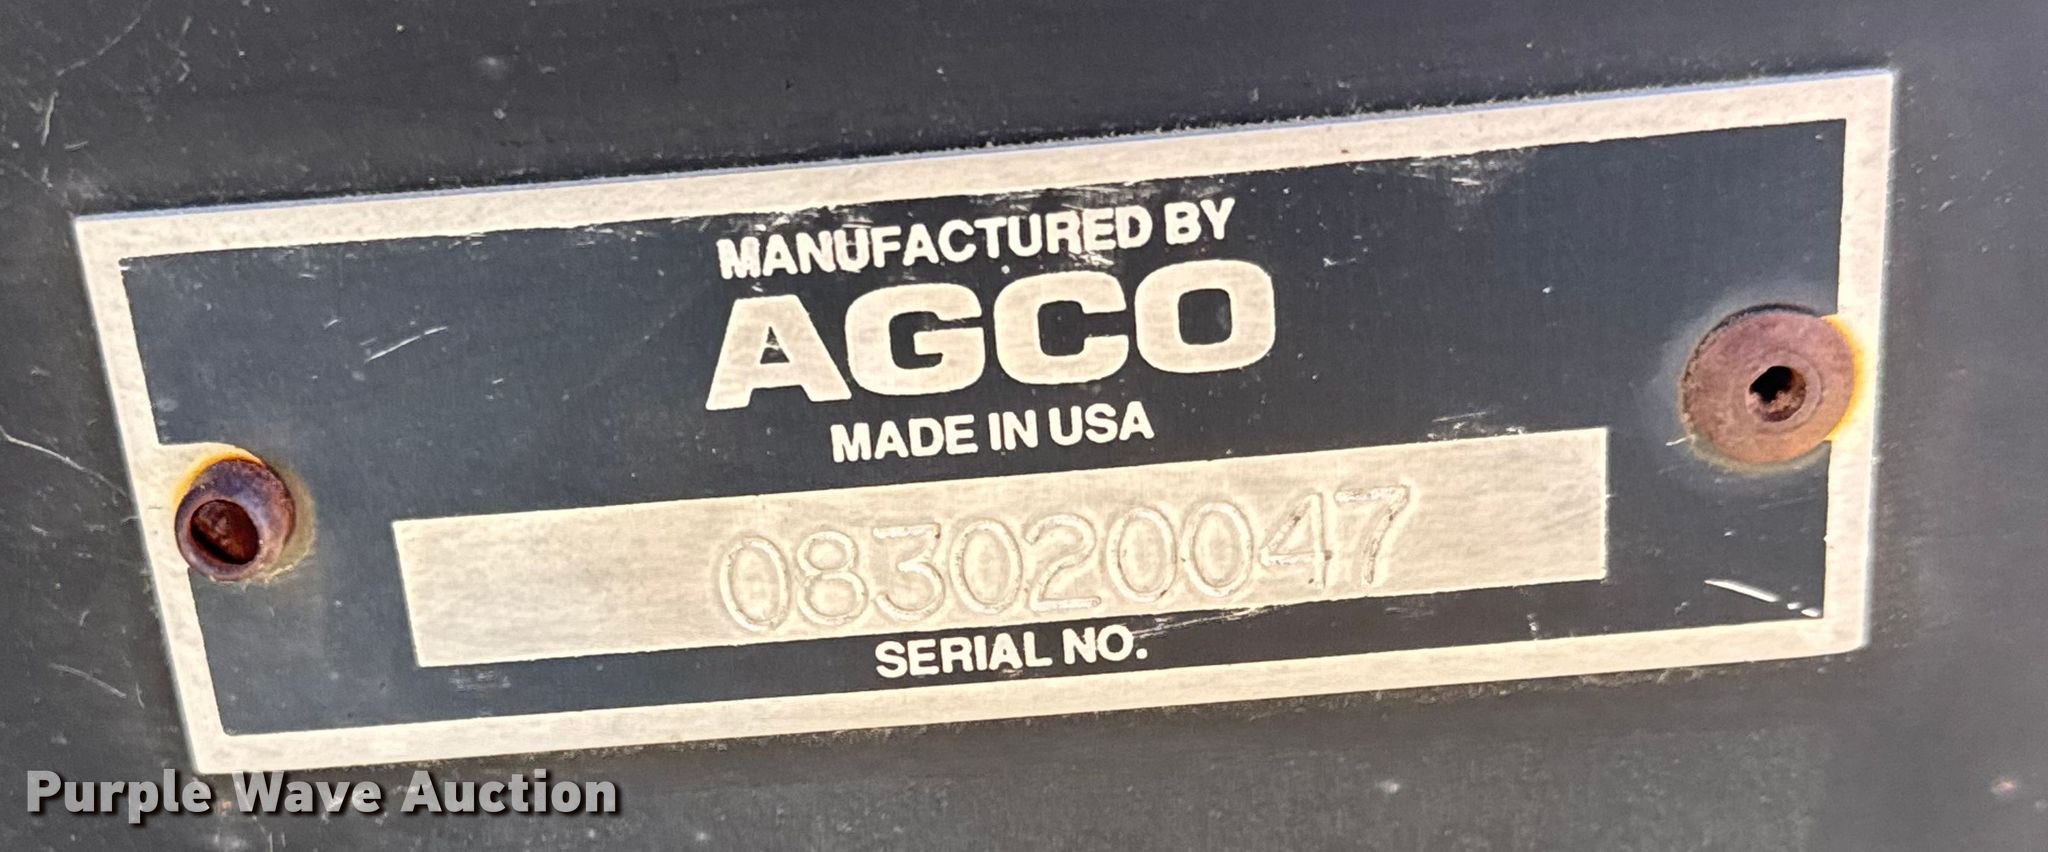 MANUFACTURED BY
AGCO
MADE IN USA
083020047
SERIAL NO.
Purple Wave Auction